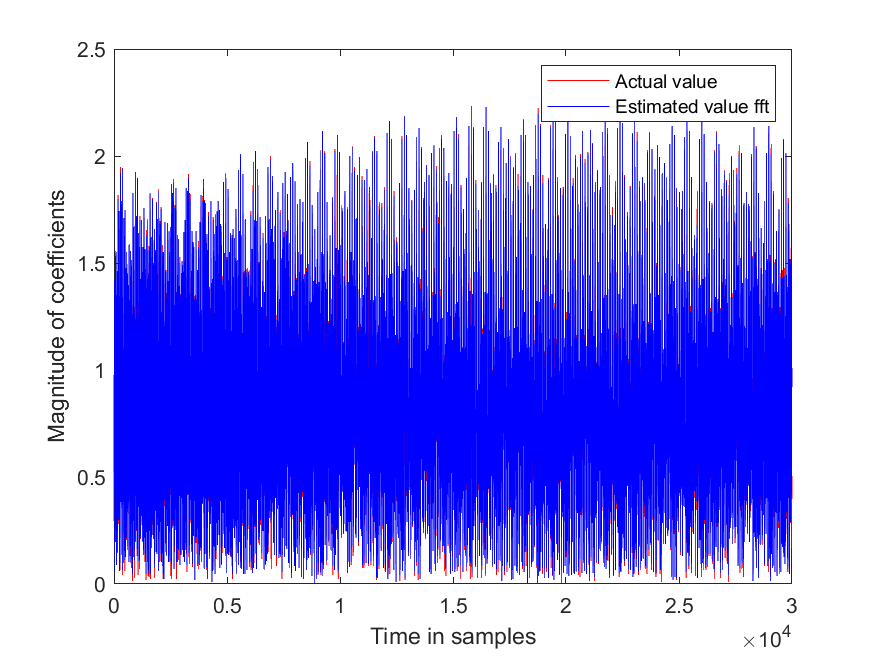 2.5
2
1.5
1
0.5
0
Magnitude of coefficients
Actual value
Estimated value fft
0 0.5 1 1.5 2 2.5 3
Time in samples
×10⁴